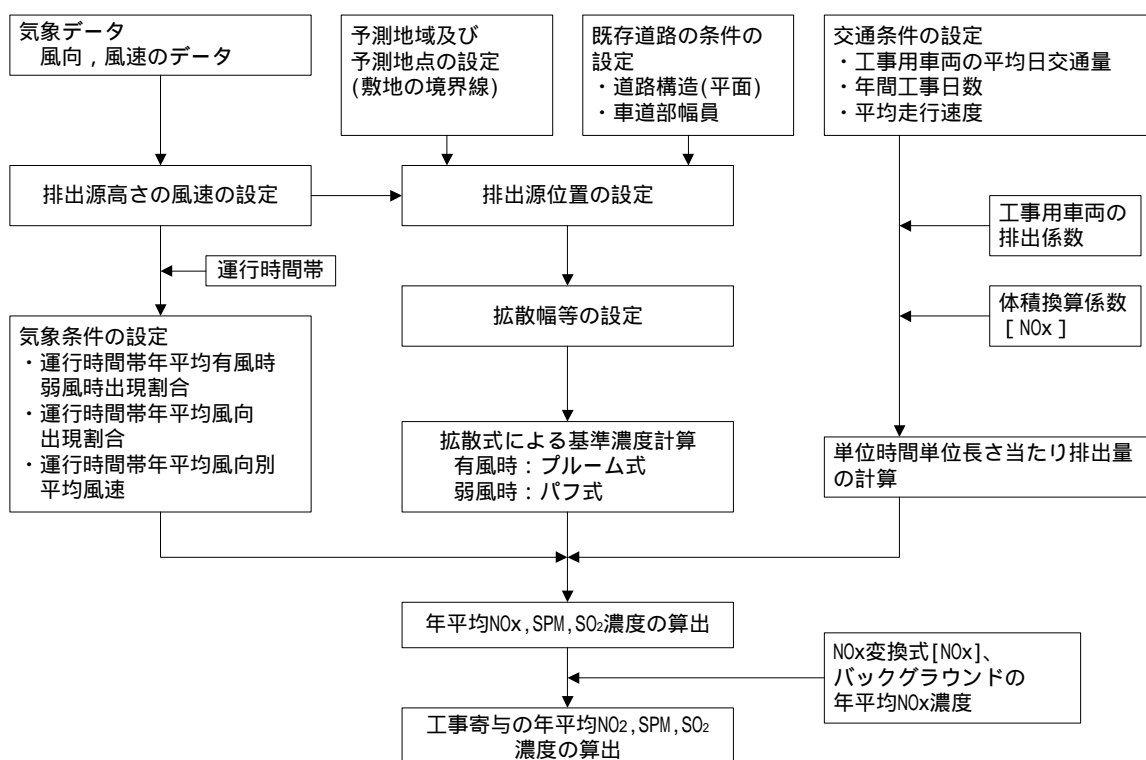 気象データ
風向，風速のデータ
予測地域及び
予測地点の設定
(敷地の境界線)
既存道路の条件の
設定
・道路構造(平面)
・車道部幅員
交通条件の設定
・工事用車両の平均日交通量
・年間工事日数
・平均走行速度
排出源高さの風速の設定
排出源位置の設定
工事用車両の
排出係数
運行時間帯
拡散幅等の設定
体積換算係数
[NOx]
気象条件の設定
・運行時間帯年平均有風時
弱風時出現割合
・運行時間帯年平均風向
出現割合
・運行時間帯年平均風向別
平均風速
拡散式による基準濃度計算
有風時：プルーム式
弱風時：パフ式
単位時間単位長さ当たり排出量
の計算
年平均NOx,SPM,SO₂濃度の算出
NOx変換式[NOx]、
バックグラウンドの
年平均NOx濃度
工事寄与の年平均NO₂,SPM,SO₂
濃度の算出